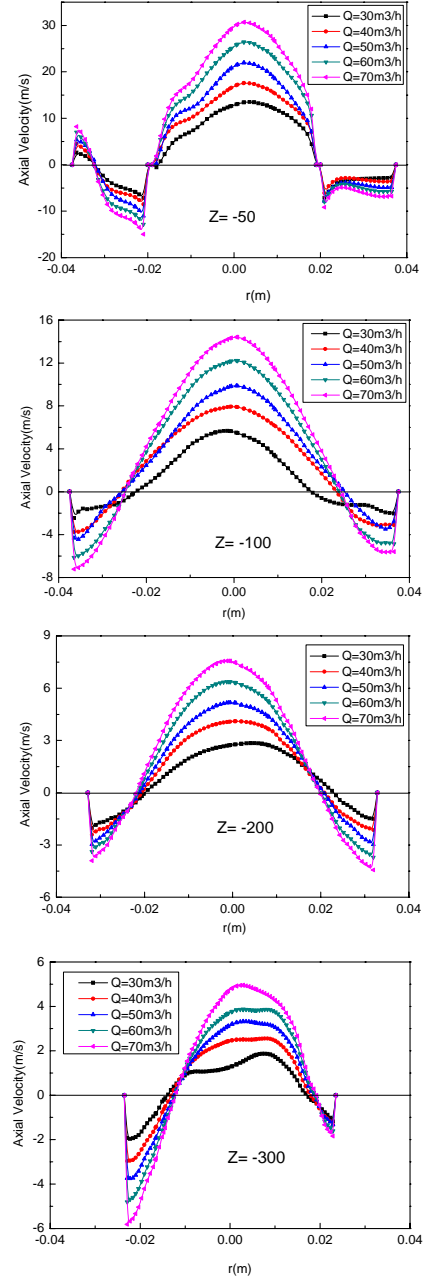 Q=30m3/h
Q=40m3/h
Q=50m3/h
Q=60m3/h
Q=70m3/h
30
20
10
0
-10
-20
Axial Velocity(m/s)
Z= -50
-0.04 -0.02 0.00 0.02 0.04
r(m)
Q=30m3/h
Q=40m3/h
Q=50m3/h
Q=60m3/h
Q=70m3/h
16
12
8
4
0
-4
-8
Axial Velocity(m/s)
Z= -100
-0.04 -0.02 0.00 0.02 0.04
r(m)
Q=30m3/h
Q=40m3/h
Q=50m3/h
Q=60m3/h
Q=70m3/h
9
6
3
0
-3
-6
Axial Velocity(m/s)
Z= -200
-0.04 -0.02 0.00 0.02 0.04
r(m)
Q=30m3/h
Q=40m3/h
Q=50m3/h
Q=60m3/h
Q=70m3/h
6
4
2
0
-2
-4
-6
Axial Velocity(m/s)
Z= -300
-0.04 -0.02 0.00 0.02 0.04
r(m)